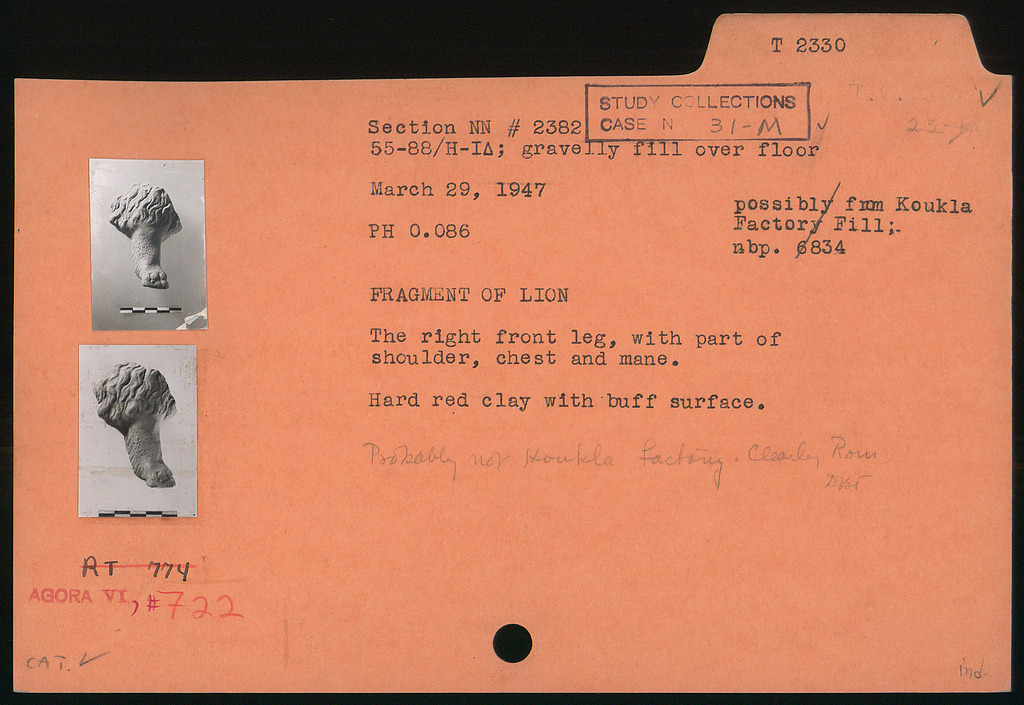 T 2330
STUDY COLLECTIONS
CASE N 31-M
Section NN # 2382
55-88/H-IΔ; gravelly fill over floor
March 29, 1947
possibly from Koukla
Factory Fill;
nbp. 6834
PH 0.086
FRAGMENT OF LION
The right front leg, with part of
shoulder, chest and mane.
Hard red clay with buff surface.
Probably not Koukla Factory. Clearly Rom
DBT
RT 774
AGORA VI, #722
CAT. ✓
ind.